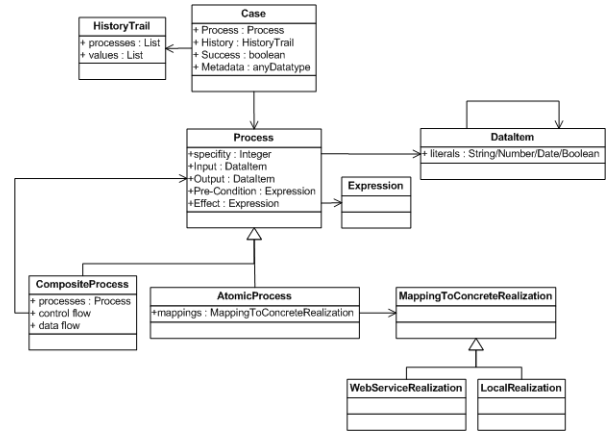 HistoryTrail
+ processes : List
+ values : List
Case
+ Process : Process
+ History : HistoryTrail
+ Success : boolean
+ Metadata : anyDatatype
Process
+specifity : Integer
+Input : DataItem
+Output : DataItem
+Pre-Condition : Expression
+Effect : Expression
DataItem
+ literals : String/Number/Date/Boolean
Expression
CompositeProcess
+ processes : Process
+ control flow
+ data flow
AtomicProcess
+mappings : MappingToConcreteRealization
MappingToConcreteRealization
WebServiceRealization
LocalRealization